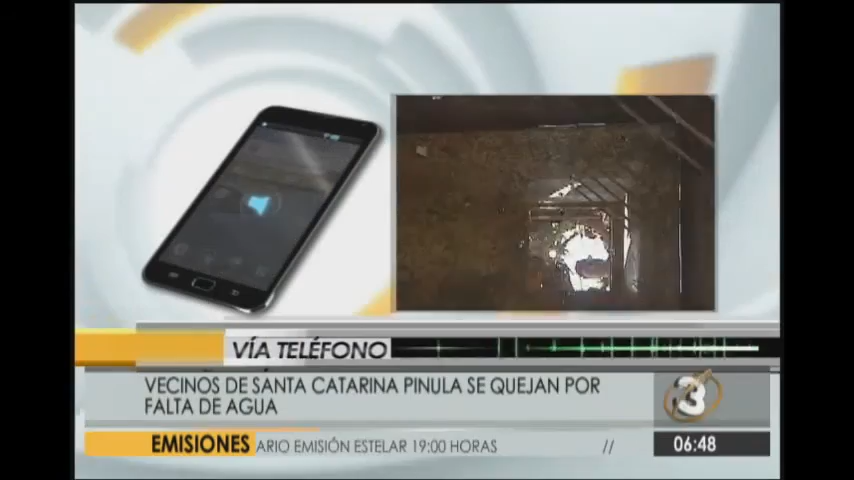 VÍA TELÉFONO
VECINOS DE SANTA CATARINA PINULA SE QUEJAN POR
FALTA DE AGUA
3
EMISIONES ARIO EMISIÓN ESTELAR 19:00 HORAS //
06:48